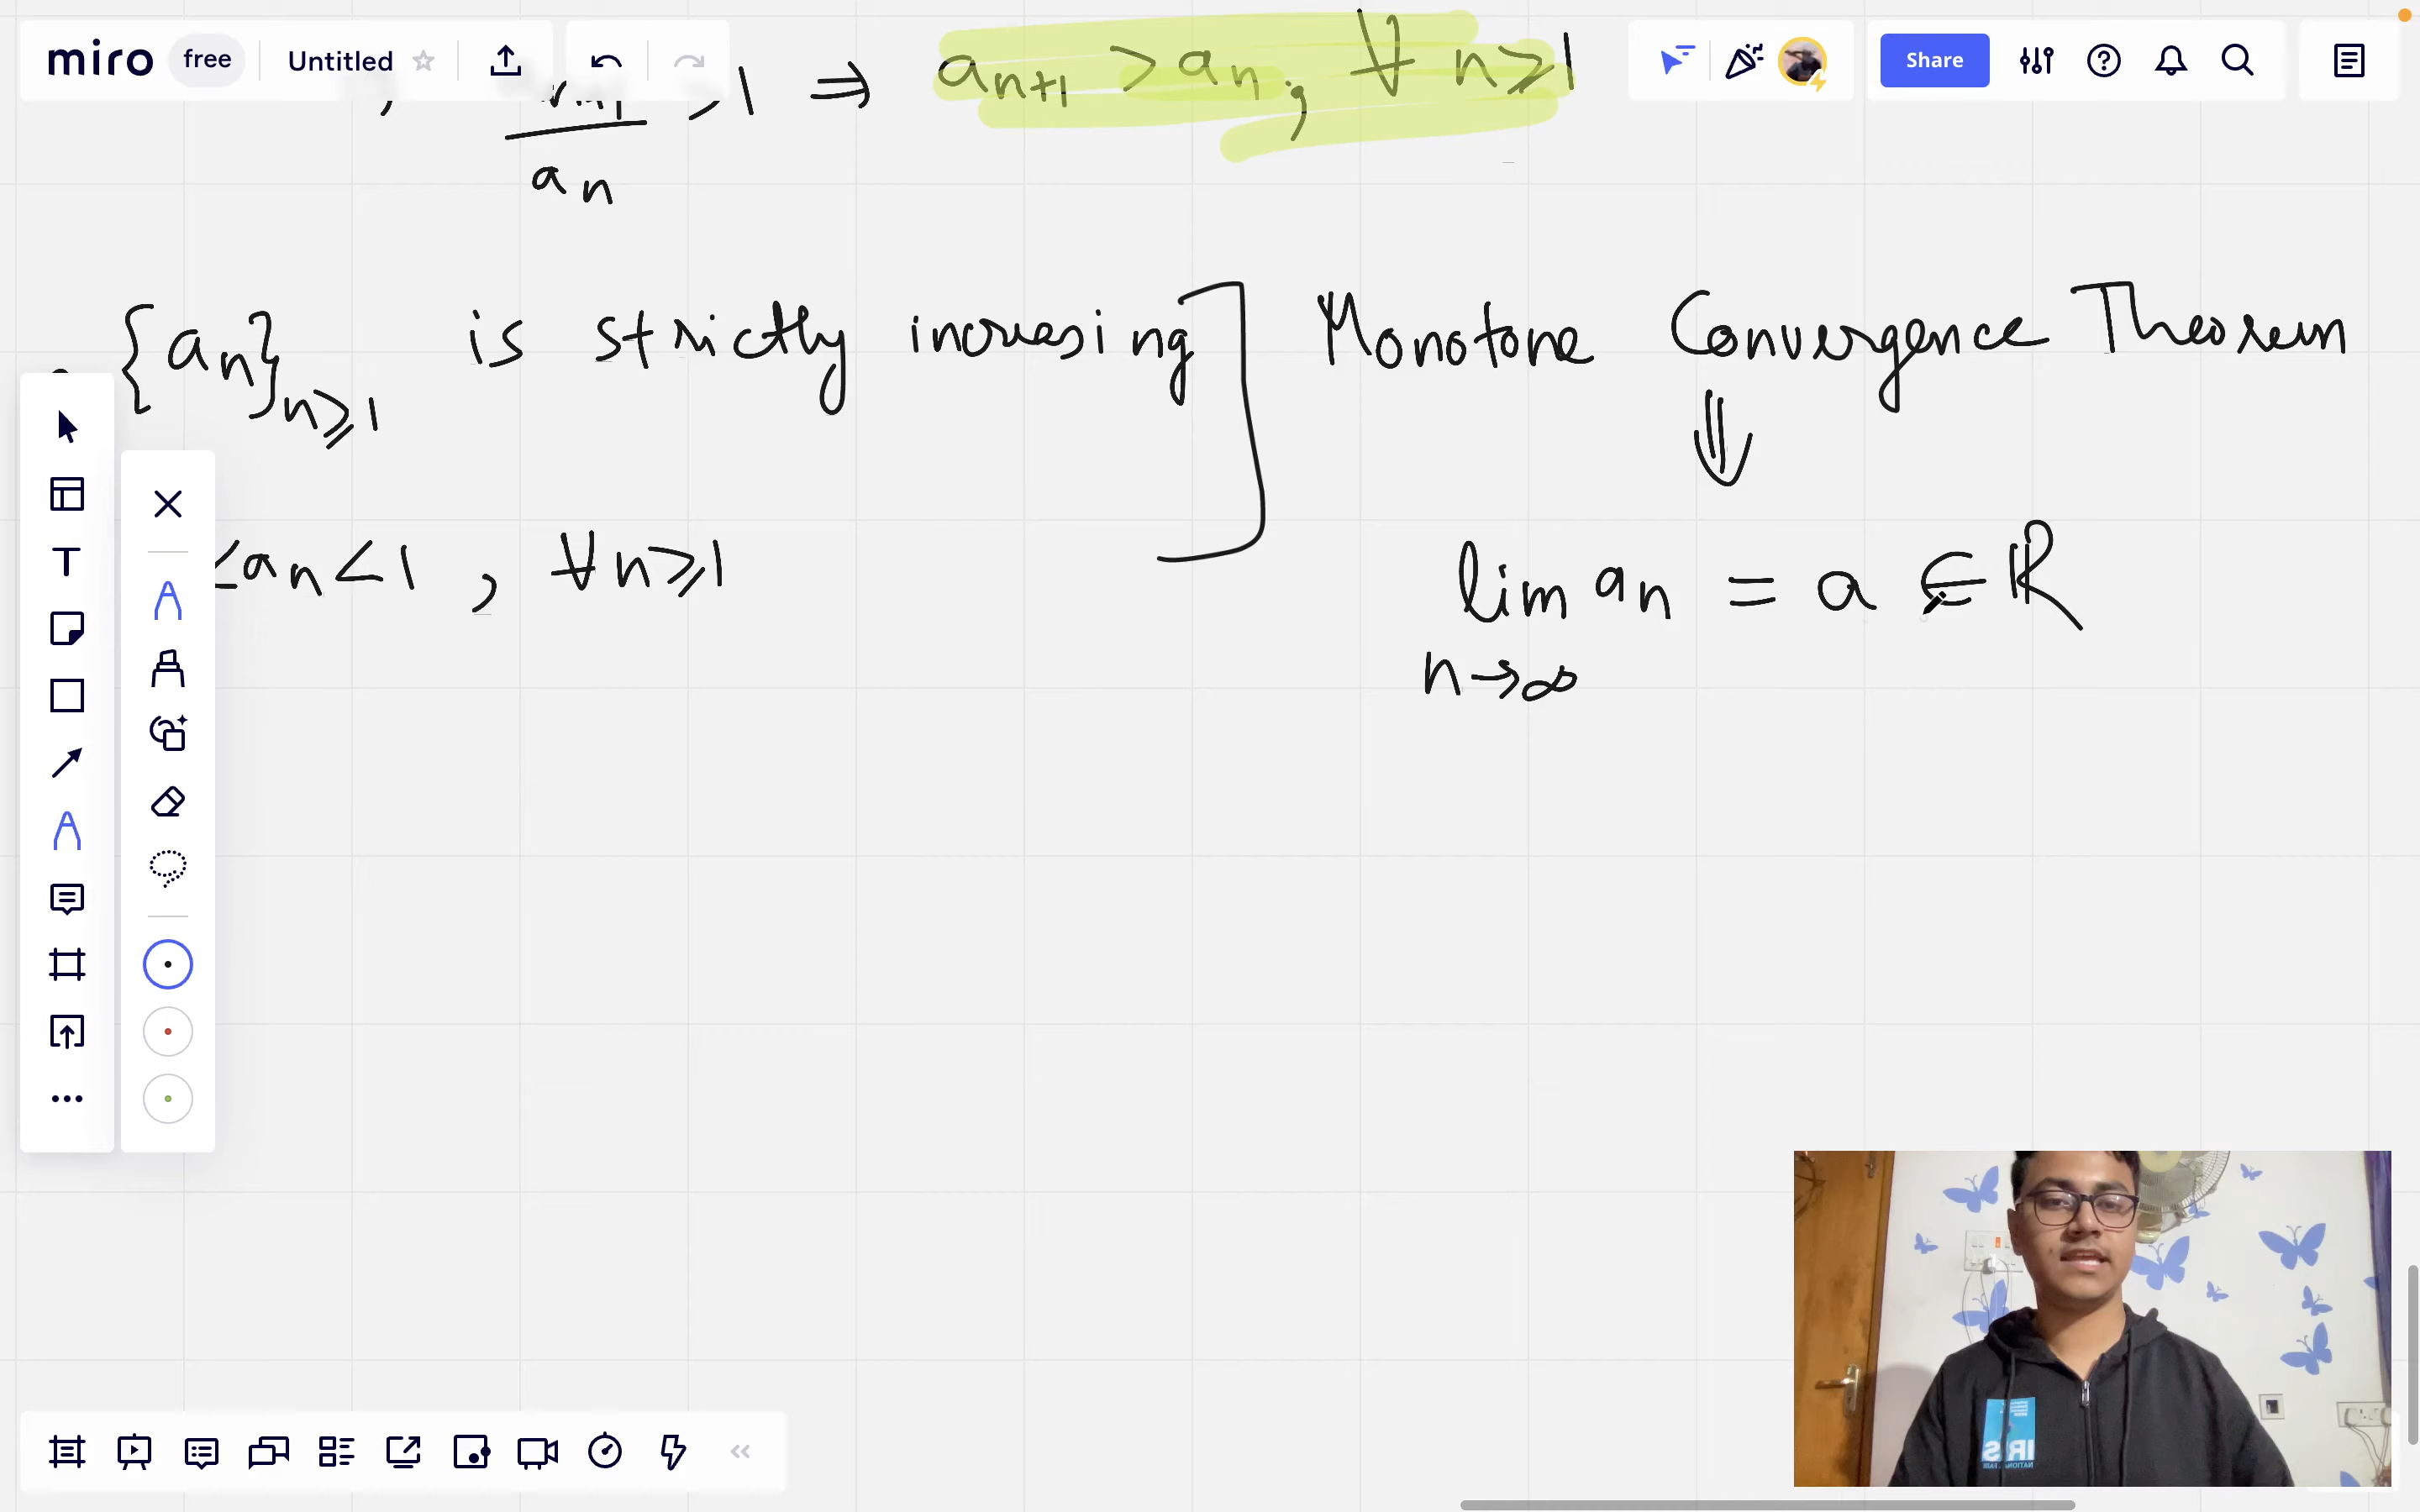 miro free Untitled Share
⇒ aₙ₊₁ > aₙ ; ∀ n ≥ 1
aₙ
{aₙ}ₙ≥₁ is strictly increasing ] Monotone Convergence Theorem
⇓
< aₙ < 1 , ∀ n ≥ 1
lim aₙ = a ∈ ℝ
n → ∞